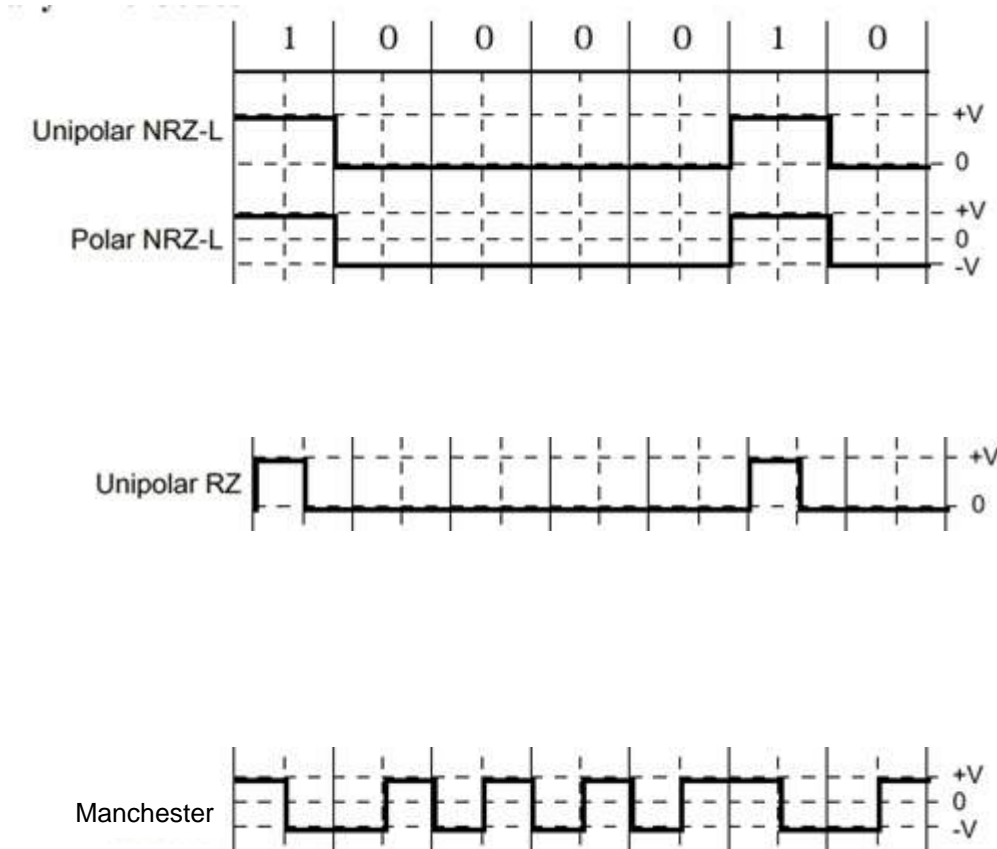 1 0 0 0 0 1 0
Unipolar NRZ-L
+V
0
Polar NRZ-L
+V
0
-V
Unipolar RZ
+V
0
Manchester
+V
0
-V